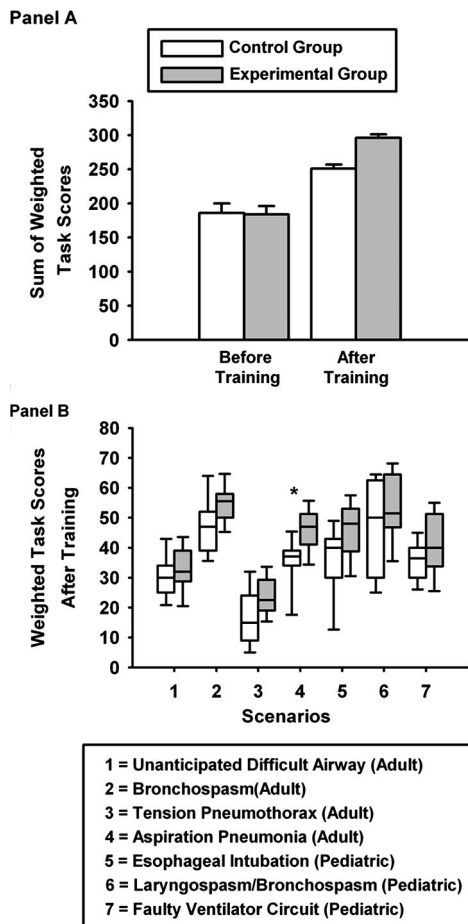 Panel A
Control Group
Experimental Group
Sum of Weighted
Task Scores
350
300
250
200
150
100
50
0
Before
Training
After
Training
Panel B
Weighted Task Scores
After Training
80
70
60
50
40
30
20
10
0
*
1 2 3 4 5 6 7
Scenarios
1 = Unanticipated Difficult Airway (Adult)
2 = Bronchospasm(Adult)
3 = Tension Pneumothorax (Adult)
4 = Aspiration Pneumonia (Adult)
5 = Esophageal Intubation (Pediatric)
6 = Laryngospasm/Bronchospasm (Pediatric)
7 = Faulty Ventilator Circuit (Pediatric)